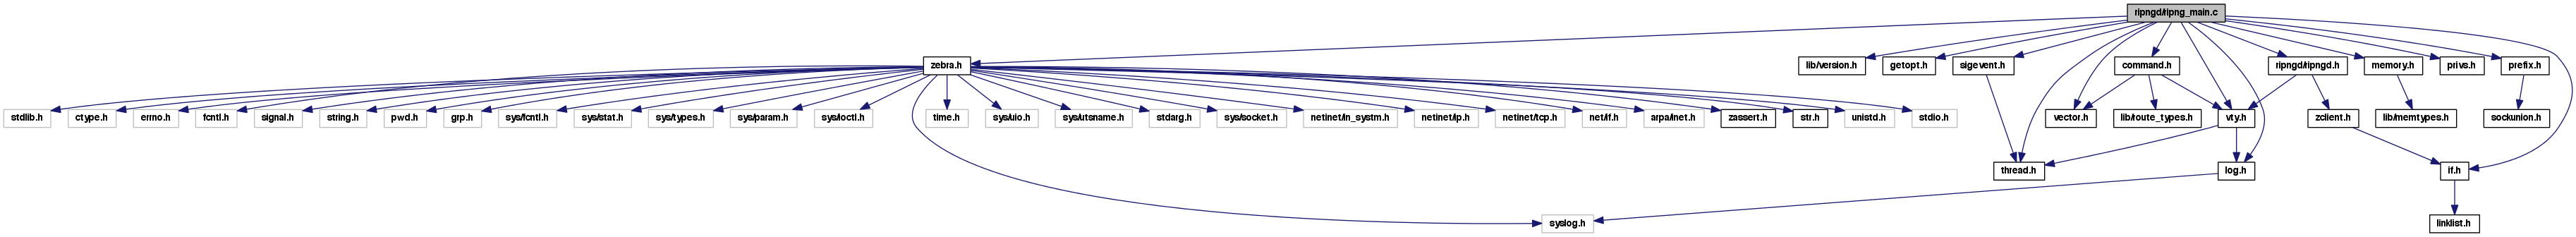 ripngd/ripng_main.c
zebra.h
lib/version.h
getopt.h
sigevent.h
command.h
ripngd/ripngd.h
memory.h
privs.h
prefix.h
stdlib.h
ctype.h
errno.h
fcntl.h
signal.h
string.h
pwd.h
grp.h
sys/fcntl.h
sys/stat.h
sys/types.h
sys/param.h
sys/ioctl.h
time.h
sys/uio.h
sys/utsname.h
stdarg.h
sys/socket.h
netinet/in_systm.h
netinet/ip.h
netinet/tcp.h
net/if.h
arpa/inet.h
zassert.h
str.h
unistd.h
stdio.h
vector.h
lib/route_types.h
vty.h
zclient.h
lib/memtypes.h
sockunion.h
thread.h
log.h
if.h
syslog.h
linklist.h